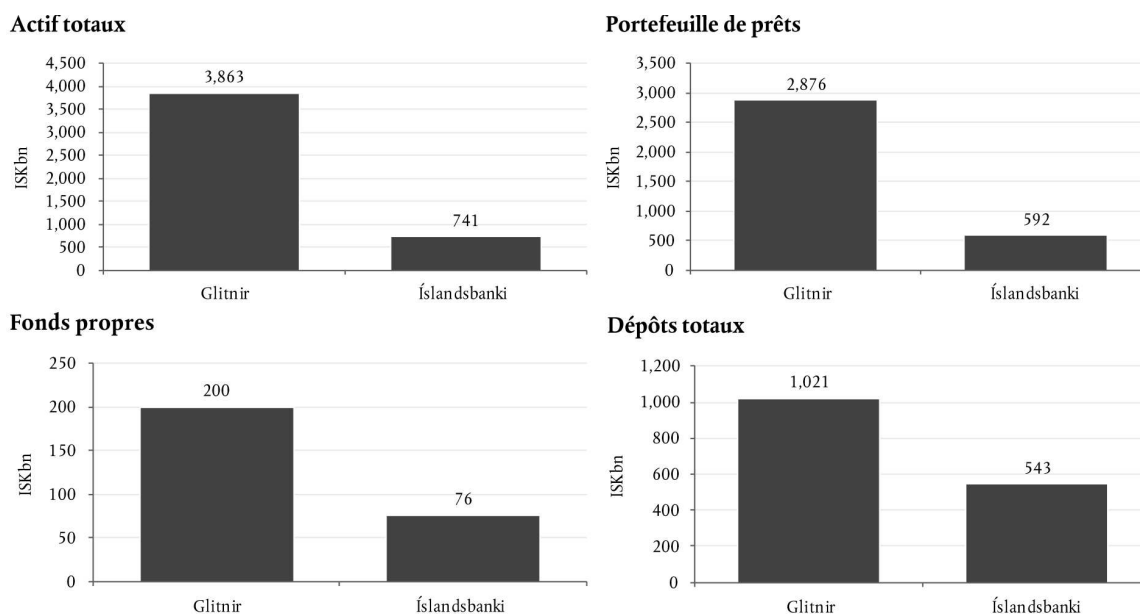 Actif totaux
4,500
4,000
3,500
3,000
2,500
2,000
1,500
1,000
500
0
ISKbn
3,863
741
Glitnir
Íslandsbanki
Portefeuille de prêts
3,500
3,000
2,500
2,000
1,500
1,000
500
0
ISKbn
2,876
592
Glitnir
Íslandsbanki
Fonds propres
250
200
150
100
50
0
ISKbn
200
76
Glitnir
Íslandsbanki
Dépôts totaux
1,200
1,000
800
600
400
200
0
ISKbn
1,021
543
Glitnir
Íslandsbanki